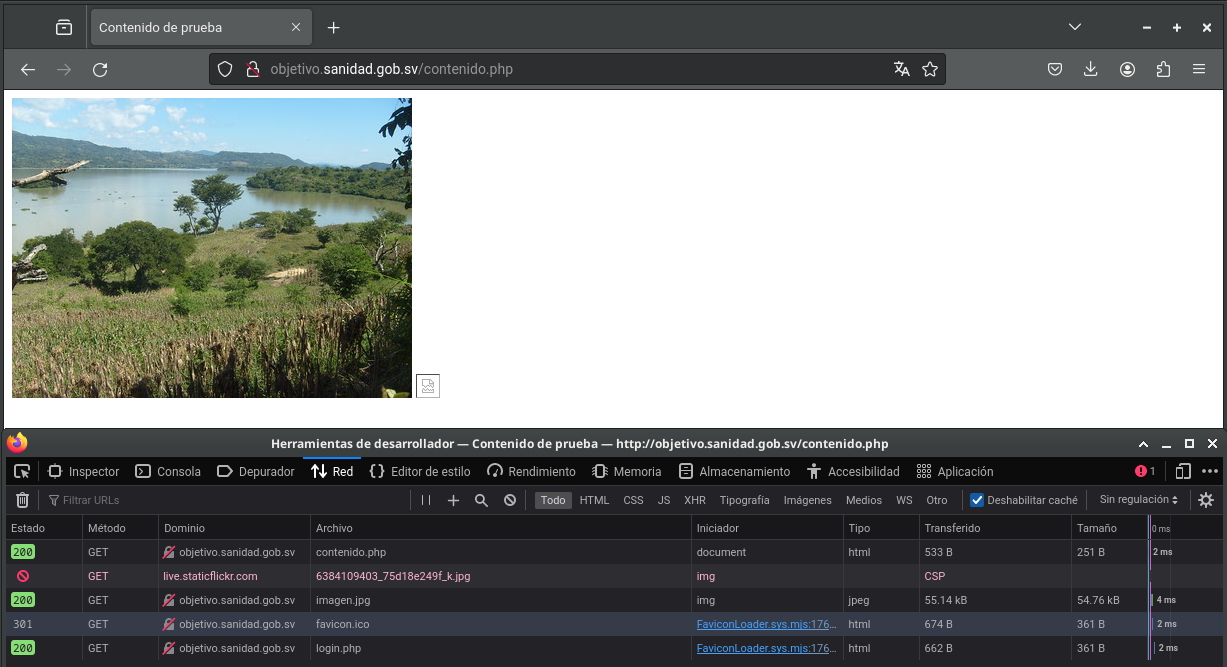 Contenido de prueba
objetivo.sanidad.gob.sv/contenido.php
Herramientas de desarrollador — Contenido de prueba — http://objetivo.sanidad.gob.sv/contenido.php
Inspector Consola Depurador Red Editor de estilo Rendimiento Memoria Almacenamiento Accesibilidad Aplicación 1
Filtrar URLs Todo HTML CSS JS XHR Tipografía Imágenes Medios WS Otro Deshabilitar caché Sin regulación
Estado Método Dominio Archivo Iniciador Tipo Transferido Tamaño 0 ms
200 GET objetivo.sanidad.gob.sv contenido.php document html 533 B 251 B 2 ms
GET live.staticflickr.com 6384109403_75d18e249f_k.jpg img CSP
200 GET objetivo.sanidad.gob.sv imagen.jpg img jpeg 55.14 kB 54.76 kB 4 ms
301 GET objetivo.sanidad.gob.sv favicon.ico FaviconLoader.sys.mjs:176… html 674 B 361 B 2 ms
200 GET objetivo.sanidad.gob.sv login.php FaviconLoader.sys.mjs:176… html 662 B 361 B 2 ms